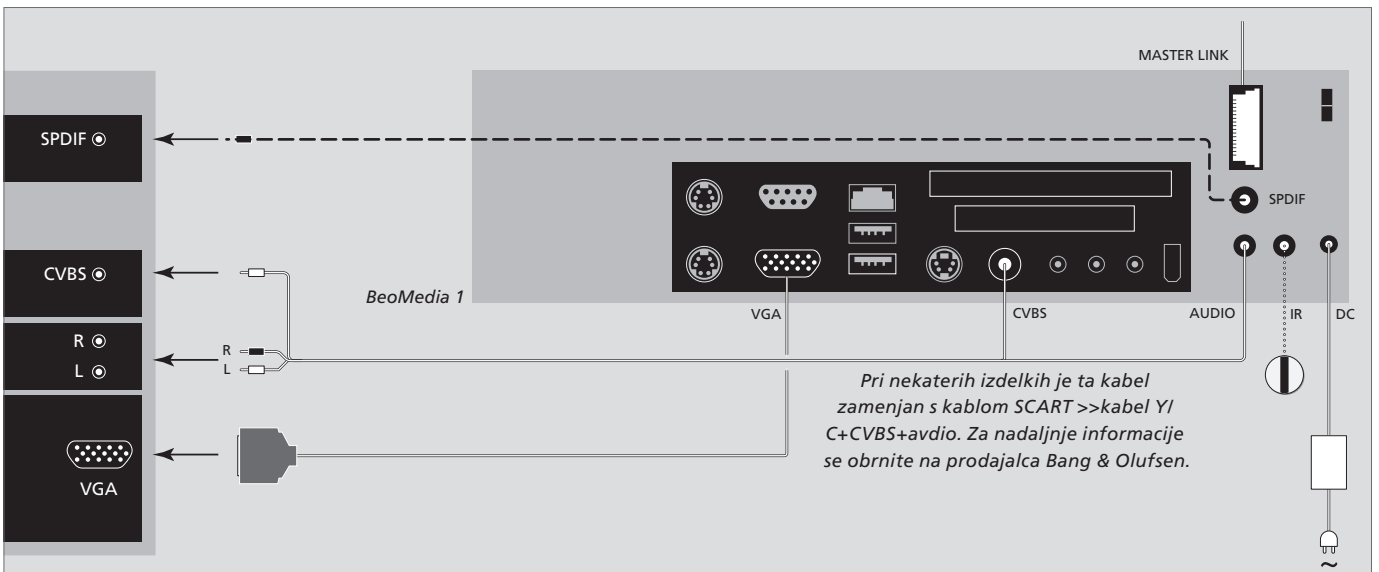 MASTER LINK
SPDIF
SPDIF
CVBS
BeoMedia 1
VGA
CVBS
AUDIO
IR
DC
R
L
R
L
Pri nekaterih izdelkih je ta kabel
zamenjan s kablom SCART >>kabel Y/
C+CVBS+avdio. Za nadaljnje informacije
se obrnite na prodajalca Bang & Olufsen.
VGA
~